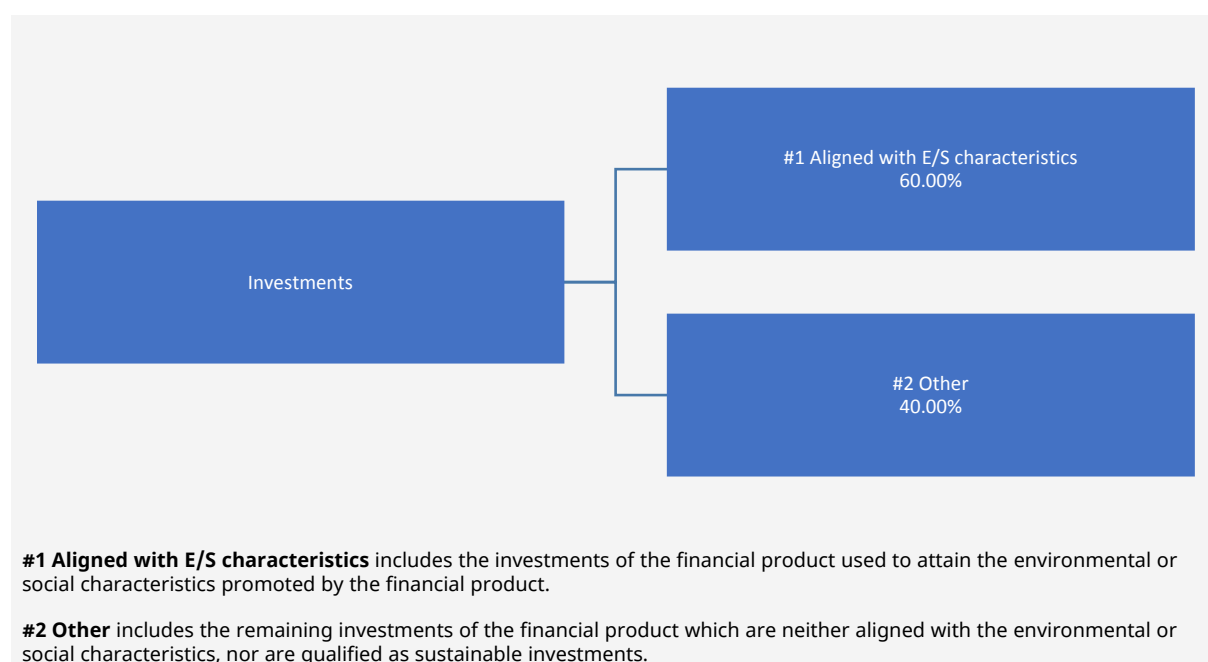 #1 Aligned with E/S characteristics
60.00%
Investments
#2 Other
40.00%
#1 Aligned with E/S characteristics includes the investments of the financial product used to attain the environmental or
social characteristics promoted by the financial product.
#2 Other includes the remaining investments of the financial product which are neither aligned with the environmental or
social characteristics, nor are qualified as sustainable investments.